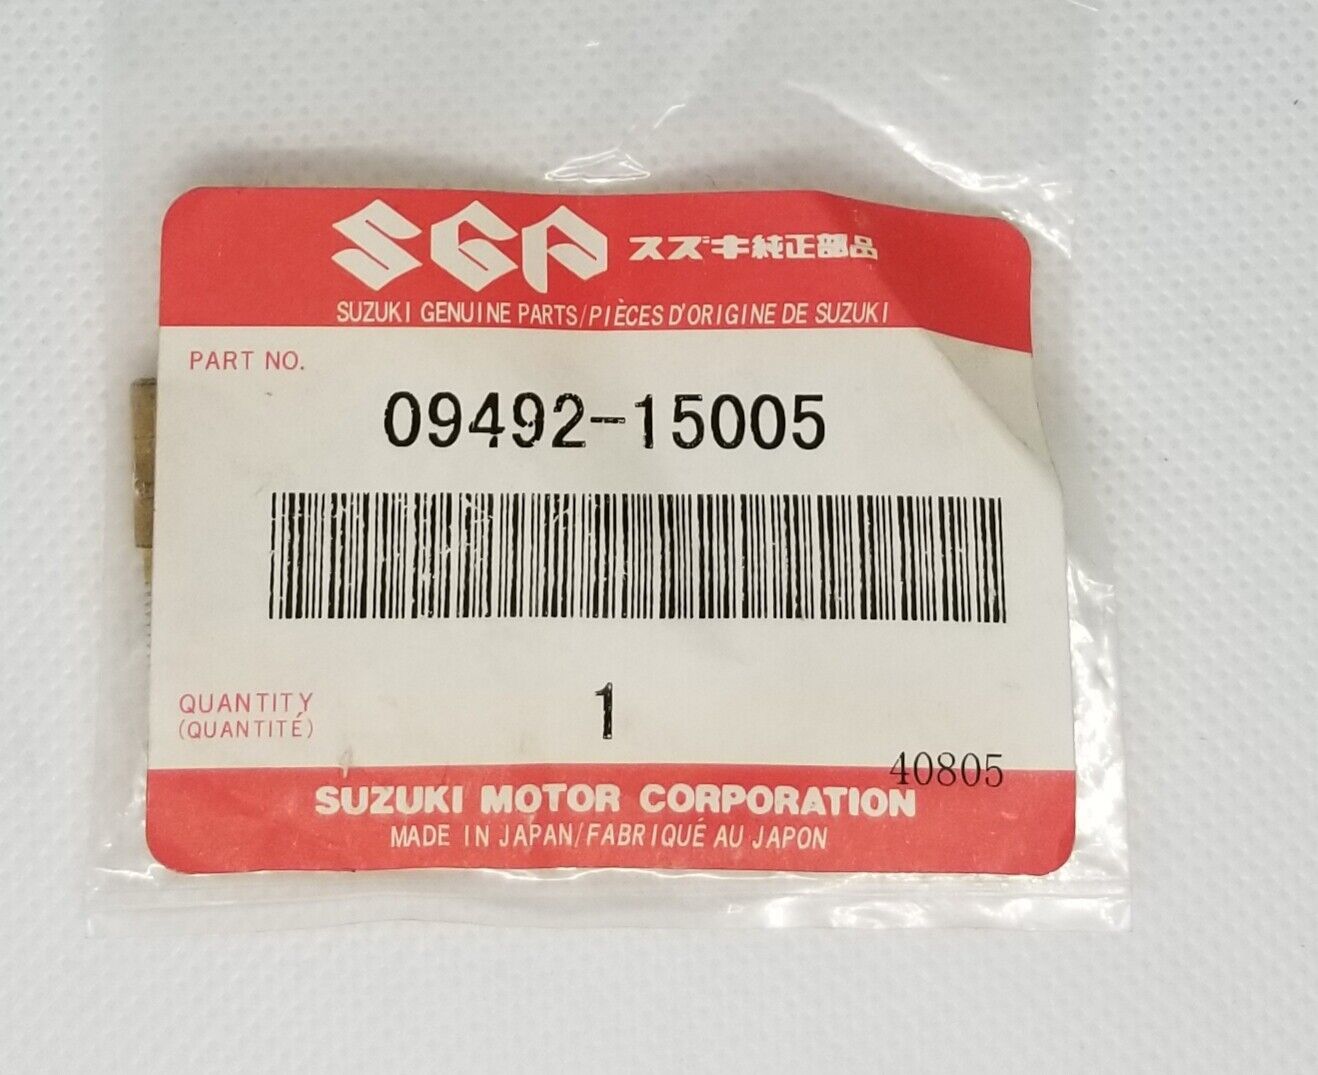 SGP スズキ純正部品
SUZUKI GENUINE PARTS/PIÈCES D'ORIGINE DE SUZUKI
PART NO.
09492-15005
QUANTITY 1
(QUANTITÉ)
40805
SUZUKI MOTOR CORPORATION
MADE IN JAPAN/FABRIQUÉ AU JAPON